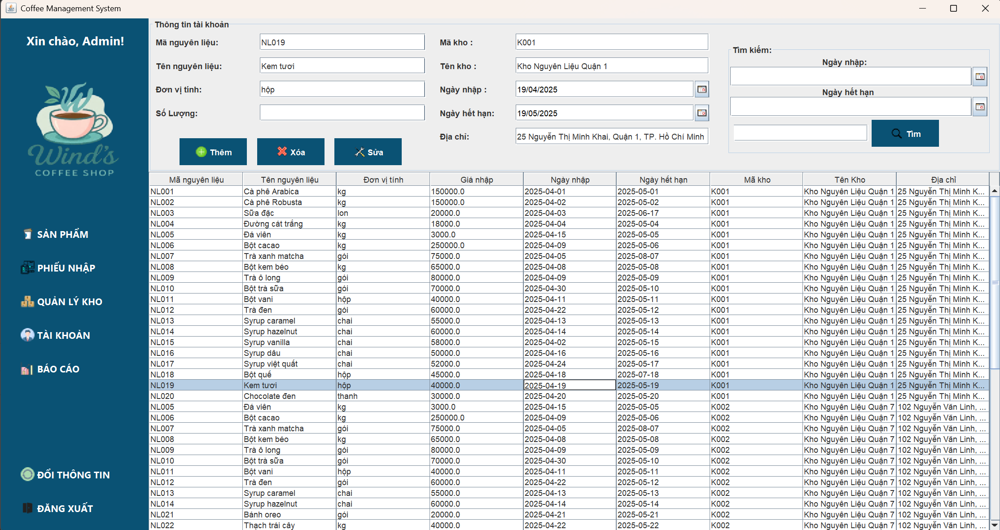 Coffee Management System
Xin chào, Admin!
Wind's
COFFEE SHOP
SẢN PHẨM
PHIẾU NHẬP
QUẢN LÝ KHO
TÀI KHOẢN
BÁO CÁO
ĐỔI THÔNG TIN
ĐĂNG XUẤT
Thông tin tài khoản
Mã nguyên liệu: NL019
Tên nguyên liệu: Kem tươi
Đơn vị tính: hộp
Số Lượng:
Thêm Xóa Sửa
Mã kho : K001
Tên kho : Kho Nguyên Liệu Quận 1
Ngày nhập : 19/04/2025
Ngày hết hạn: 19/05/2025
Địa chỉ: 25 Nguyễn Thị Minh Khai, Quận 1, TP. Hồ Chí Minh
Tìm kiếm:
Ngày nhập:
Ngày hết hạn
Tìm
Mã nguyên liệu Tên nguyên liệu Đơn vị tính Giá nhập Ngày nhập Ngày hết hạn Mã kho Tên Kho Địa chỉ
NL001 Cà phê Arabica kg 150000.0 2025-04-01 2025-05-01 K001 Kho Nguyên Liệu Quận 1 25 Nguyễn Thị Minh K...
NL002 Cà phê Robusta kg 150000.0 2025-04-02 2025-05-02 K001 Kho Nguyên Liệu Quận 1 25 Nguyễn Thị Minh K...
NL003 Sữa đặc lon 20000.0 2025-04-03 2025-06-17 K001 Kho Nguyên Liệu Quận 1 25 Nguyễn Thị Minh K...
NL004 Đường cát trắng kg 18000.0 2025-04-04 2025-05-04 K001 Kho Nguyên Liệu Quận 1 25 Nguyễn Thị Minh K...
NL005 Đá viên kg 3000.0 2025-04-15 2025-05-05 K001 Kho Nguyên Liệu Quận 1 25 Nguyễn Thị Minh K...
NL006 Bột cacao kg 250000.0 2025-04-09 2025-05-06 K001 Kho Nguyên Liệu Quận 1 25 Nguyễn Thị Minh K...
NL007 Trà xanh matcha gói 75000.0 2025-04-05 2025-08-07 K001 Kho Nguyên Liệu Quận 1 25 Nguyễn Thị Minh K...
NL008 Bột kem béo kg 65000.0 2025-04-08 2025-05-08 K001 Kho Nguyên Liệu Quận 1 25 Nguyễn Thị Minh K...
NL009 Trà ô long gói 80000.0 2025-04-09 2025-05-09 K001 Kho Nguyên Liệu Quận 1 25 Nguyễn Thị Minh K...
NL010 Bột trà sữa gói 70000.0 2025-04-30 2025-05-10 K001 Kho Nguyên Liệu Quận 1 25 Nguyễn Thị Minh K...
NL011 Bột vani hộp 40000.0 2025-04-11 2025-05-11 K001 Kho Nguyên Liệu Quận 1 25 Nguyễn Thị Minh K...
NL012 Trà đen gói 60000.0 2025-04-22 2025-05-12 K001 Kho Nguyên Liệu Quận 1 25 Nguyễn Thị Minh K...
NL013 Syrup caramel chai 55000.0 2025-04-13 2025-05-13 K001 Kho Nguyên Liệu Quận 1 25 Nguyễn Thị Minh K...
NL014 Syrup hazelnut chai 60000.0 2025-04-14 2025-05-14 K001 Kho Nguyên Liệu Quận 1 25 Nguyễn Thị Minh K...
NL015 Syrup vanilla chai 58000.0 2025-04-02 2025-05-15 K001 Kho Nguyên Liệu Quận 1 25 Nguyễn Thị Minh K...
NL016 Syrup dâu chai 50000.0 2025-04-16 2025-05-16 K001 Kho Nguyên Liệu Quận 1 25 Nguyễn Thị Minh K...
NL017 Syrup việt quất chai 52000.0 2025-04-24 2025-05-17 K001 Kho Nguyên Liệu Quận 1 25 Nguyễn Thị Minh K...
NL018 Bột quế hộp 45000.0 2025-04-18 2025-07-18 K001 Kho Nguyên Liệu Quận 1 25 Nguyễn Thị Minh K...
NL019 Kem tươi hộp 40000.0 2025-04-19 2025-05-19 K001 Kho Nguyên Liệu Quận 1 25 Nguyễn Thị Minh K...
NL020 Chocolate đen thanh 30000.0 2025-04-20 2025-05-20 K001 Kho Nguyên Liệu Quận 1 25 Nguyễn Thị Minh K...
NL005 Đá viên kg 3000.0 2025-04-15 2025-05-05 K002 Kho Nguyên Liệu Quận 7 102 Nguyễn Văn Linh, ...
NL006 Bột cacao kg 250000.0 2025-04-09 2025-05-06 K002 Kho Nguyên Liệu Quận 7 102 Nguyễn Văn Linh, ...
NL007 Trà xanh matcha gói 75000.0 2025-04-05 2025-08-07 K002 Kho Nguyên Liệu Quận 7 102 Nguyễn Văn Linh, ...
NL008 Bột kem béo kg 65000.0 2025-04-08 2025-05-08 K002 Kho Nguyên Liệu Quận 7 102 Nguyễn Văn Linh, ...
NL009 Trà ô long gói 80000.0 2025-04-09 2025-05-09 K002 Kho Nguyên Liệu Quận 7 102 Nguyễn Văn Linh, ...
NL010 Bột trà sữa gói 70000.0 2025-04-30 2025-05-10 K002 Kho Nguyên Liệu Quận 7 102 Nguyễn Văn Linh, ...
NL011 Bột vani hộp 40000.0 2025-04-11 2025-05-11 K002 Kho Nguyên Liệu Quận 7 102 Nguyễn Văn Linh, ...
NL012 Trà đen gói 60000.0 2025-04-22 2025-05-12 K002 Kho Nguyên Liệu Quận 7 102 Nguyễn Văn Linh, ...
NL013 Syrup caramel chai 55000.0 2025-04-13 2025-05-13 K002 Kho Nguyên Liệu Quận 7 102 Nguyễn Văn Linh, ...
NL014 Syrup hazelnut chai 60000.0 2025-04-14 2025-05-14 K002 Kho Nguyên Liệu Quận 7 102 Nguyễn Văn Linh, ...
NL021 Bánh oreo gói 20000.0 2025-04-21 2025-05-21 K002 Kho Nguyên Liệu Quận 7 102 Nguyễn Văn Linh, ...
NL022 Thạch trái cây kg 40000.0 2025-04-22 2025-05-22 K002 Kho Nguyên Liệu Quận 7 102 Nguyễn Văn Linh, ...